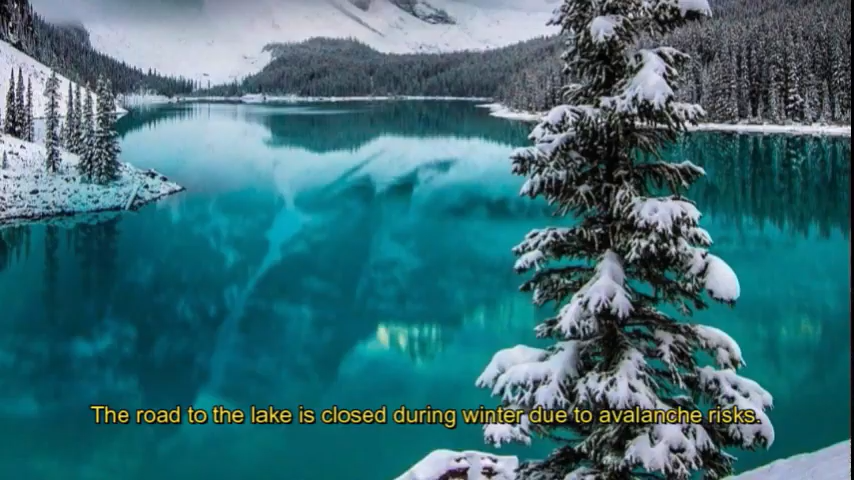 The road to the lake is closed during winter due to avalanche risks.